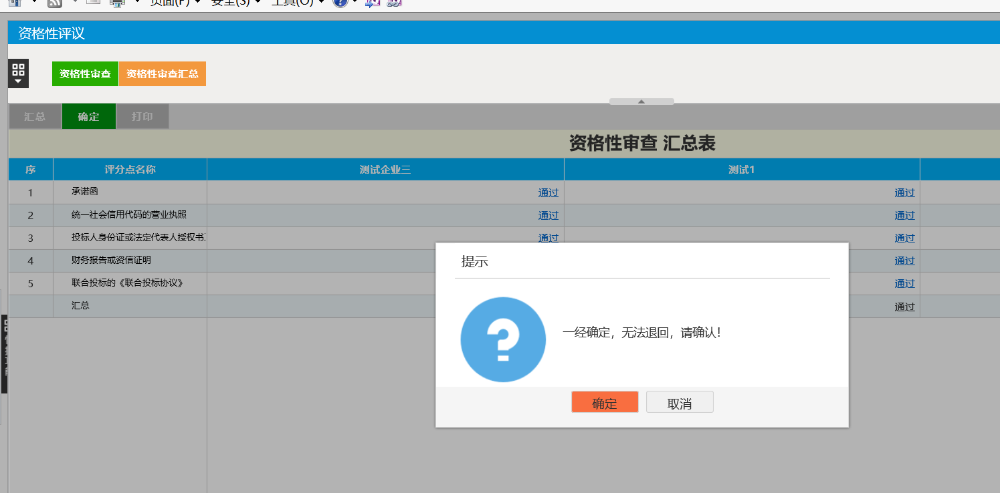 页面(P) 安全(S) 工具(O)
资格性评议
资格性审查 资格性审查汇总
汇总 确定 打印
资格性审查 汇总表
序 评分点名称 测试企业三 测试1
1 承诺函 通过 通过
2 统一社会信用代码的营业执照 通过 通过
3 投标人身份证或法定代表人授权书 通过 通过
4 财务报告或资信证明 通过
5 联合投标的《联合投标协议》 通过
汇总 通过
提示
一经确定，无法退回，请确认！
确定 取消